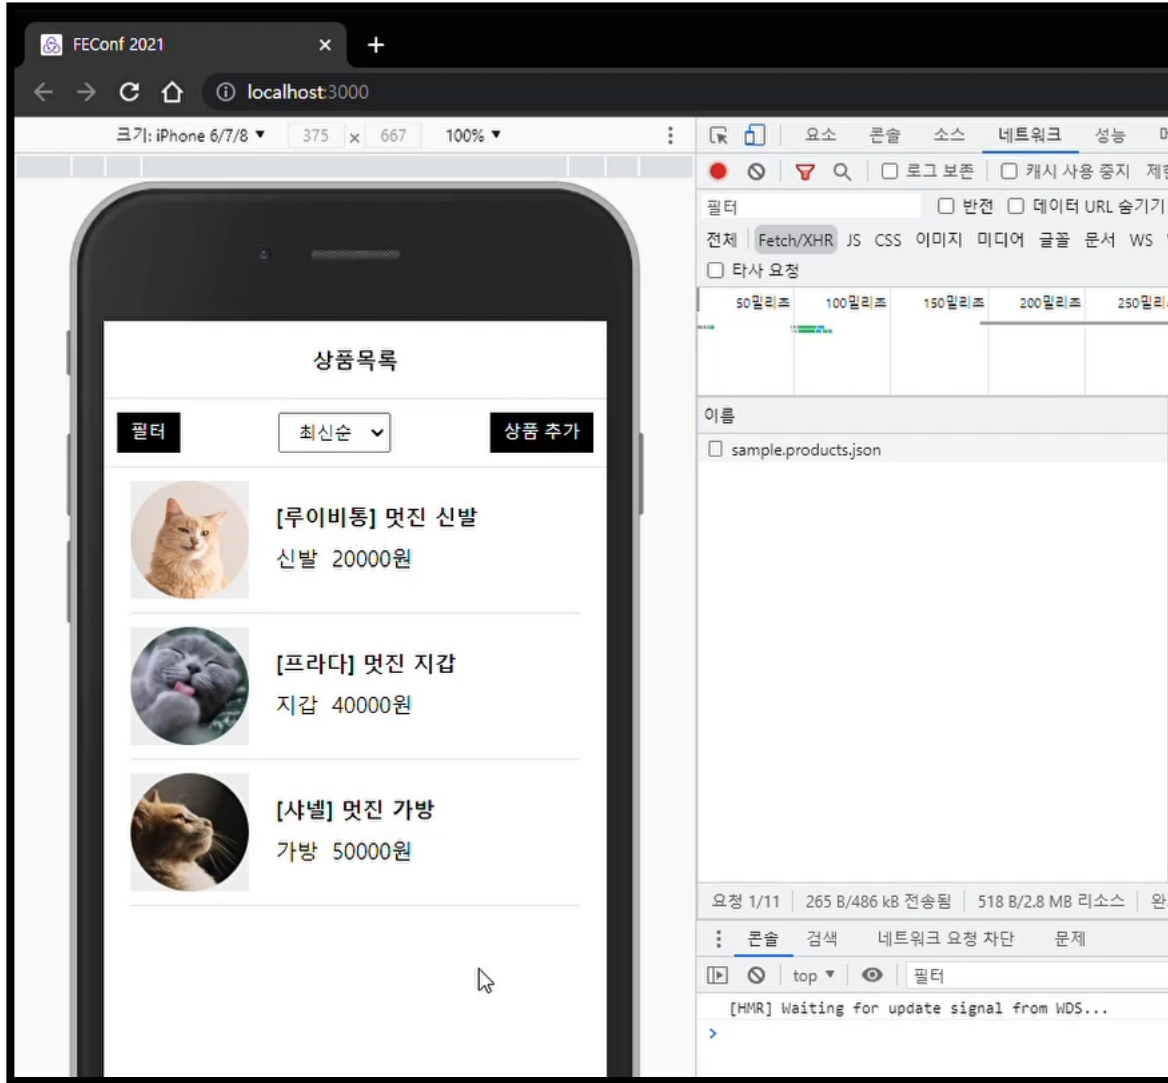 FEConf 2021
localhost:3000
크기: iPhone 6/7/8 ▼ 375 x 667 100% ▼
요소 콘솔 소스 네트워크 성능
로그 보존 캐시 사용 중지 제한
필터 반전 데이터 URL 숨기기
전체 Fetch/XHR JS CSS 이미지 미디어 글꼴 문서 WS
타사 요청
50밀리초 100밀리초 150밀리초 200밀리초 250밀리초
이름
sample.products.json
상품목록
필터 최신순 상품 추가
[루이비통] 멋진 신발
신발 20000원
[프라다] 멋진 지갑
지갑 40000원
[샤넬] 멋진 가방
가방 50000원
요청 1/11 265 B/486 kB 전송됨 518 B/2.8 MB 리소스
콘솔 검색 네트워크 요청 차단 문제
top ▼ 필터
[HMR] Waiting for update signal from WDS...